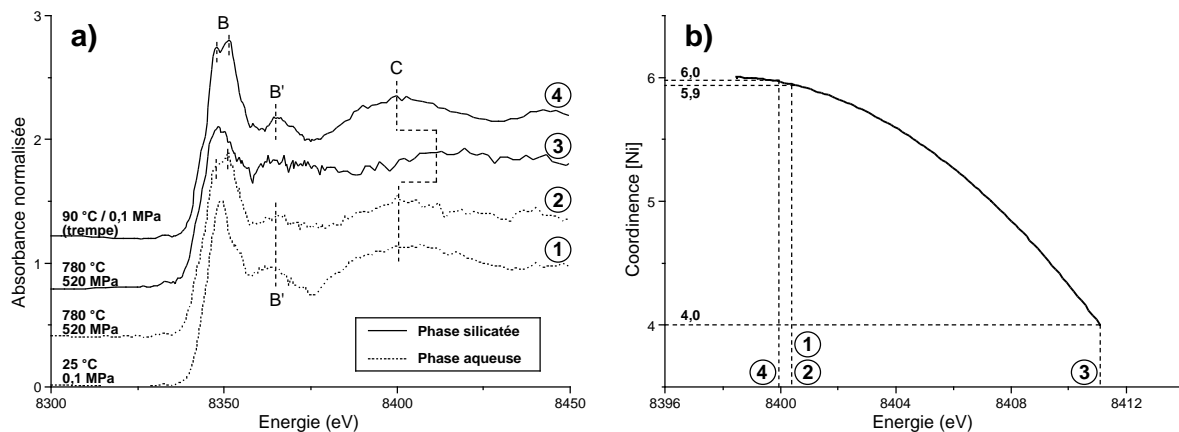 a)
Absorbance normalisée
3
2
1
0
B
B'
C
4
3
2
1
B'
90 °C / 0,1 MPa
(trempe)
780 °C
520 MPa
780 °C
520 MPa
25 °C
0,1 MPa
Phase silicatée
Phase aqueuse
8300 8350 8400 8450
Energie (eV)
b)
Coordinence [Ni]
6
5
4
6,0
5,9
4,0
1
4 2 3
8396 8400 8404 8408 8412
Energie (eV)